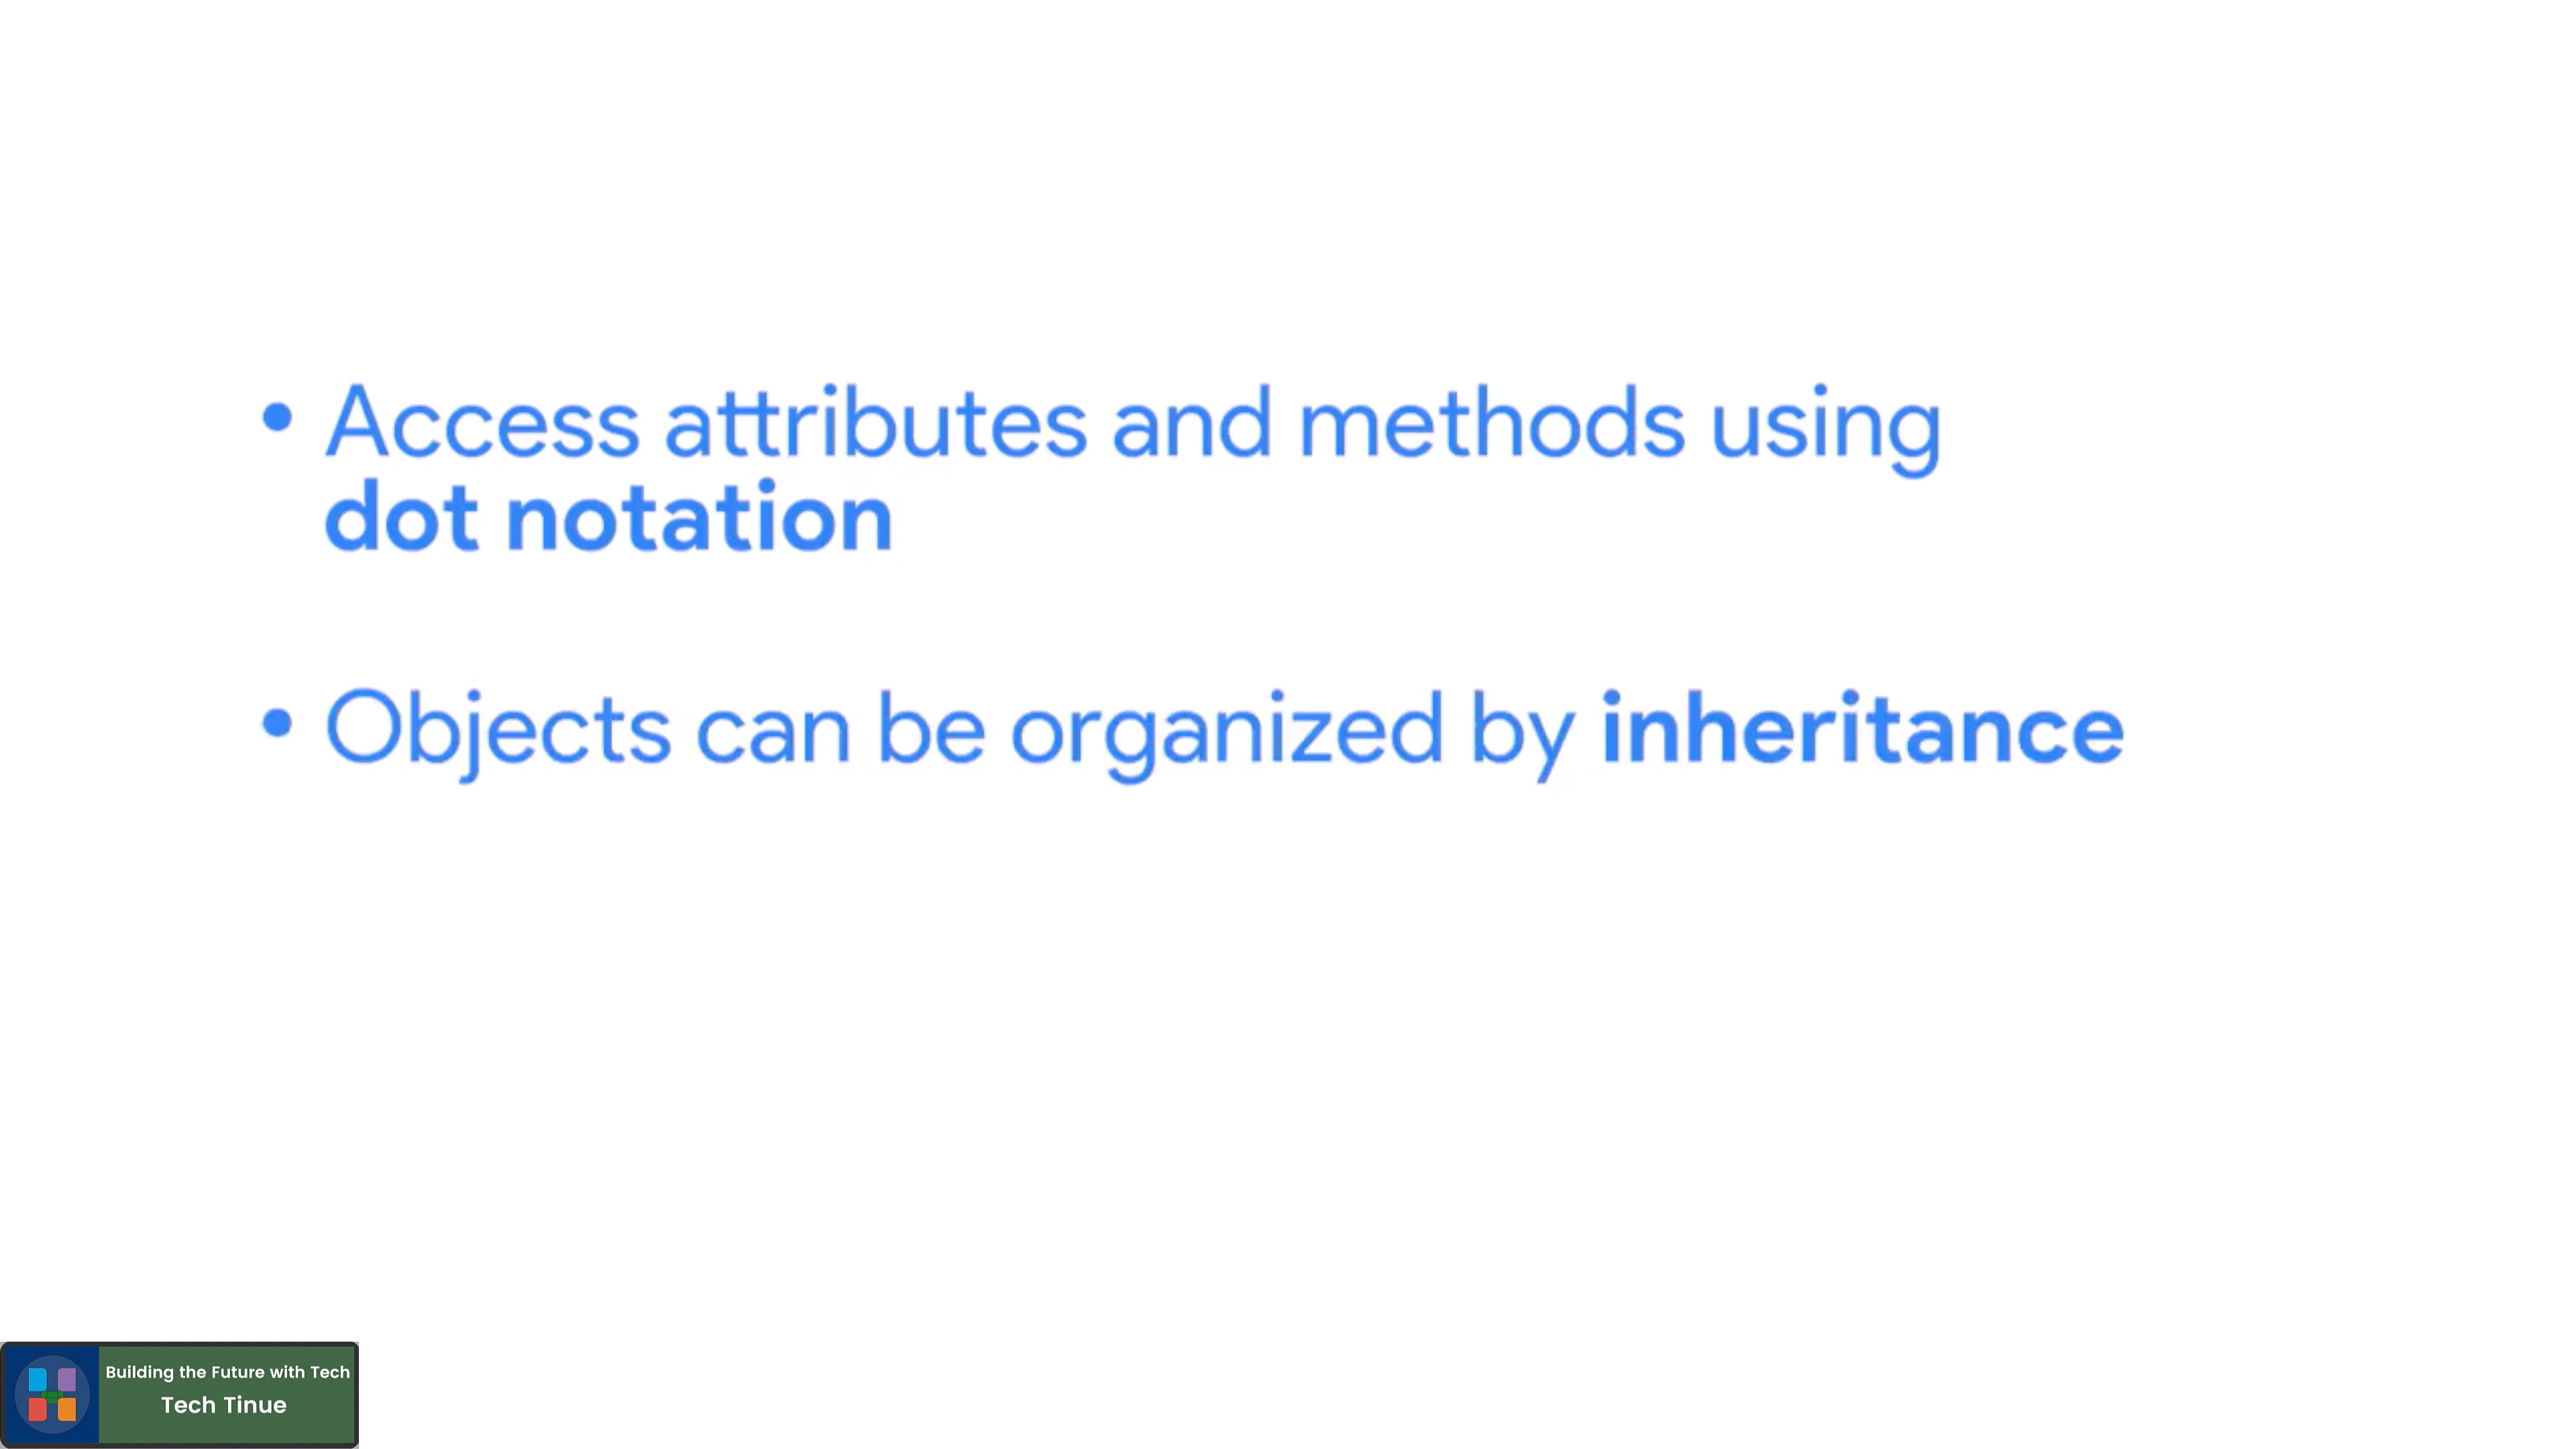 • Access attributes and methods using
dot notation
• Objects can be organized by inheritance
Building the Future with Tech
Tech Tinue